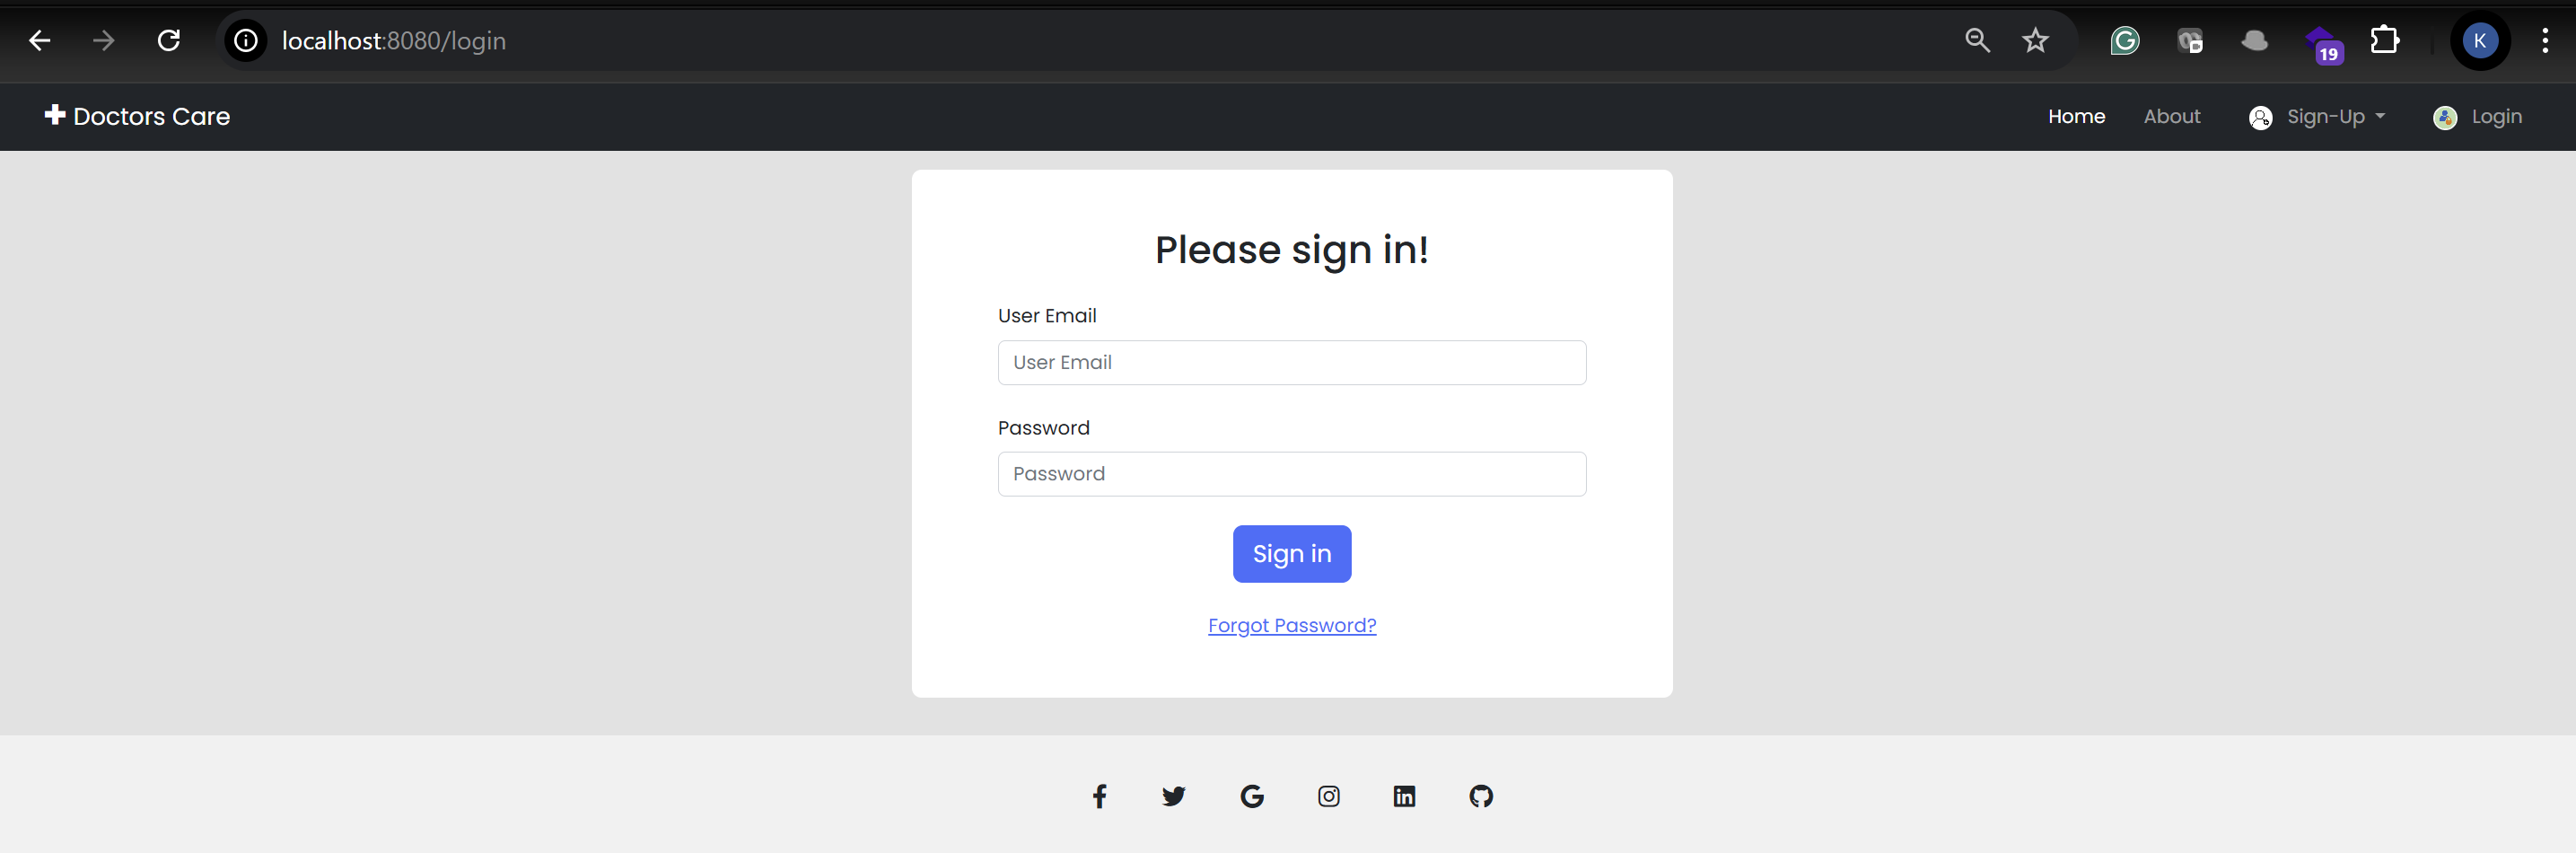 localhost:8080/login
19
K
Doctors Care
Home About Sign-Up Login
Please sign in!
User Email
User Email
Password
Password
Sign in
Forgot Password?